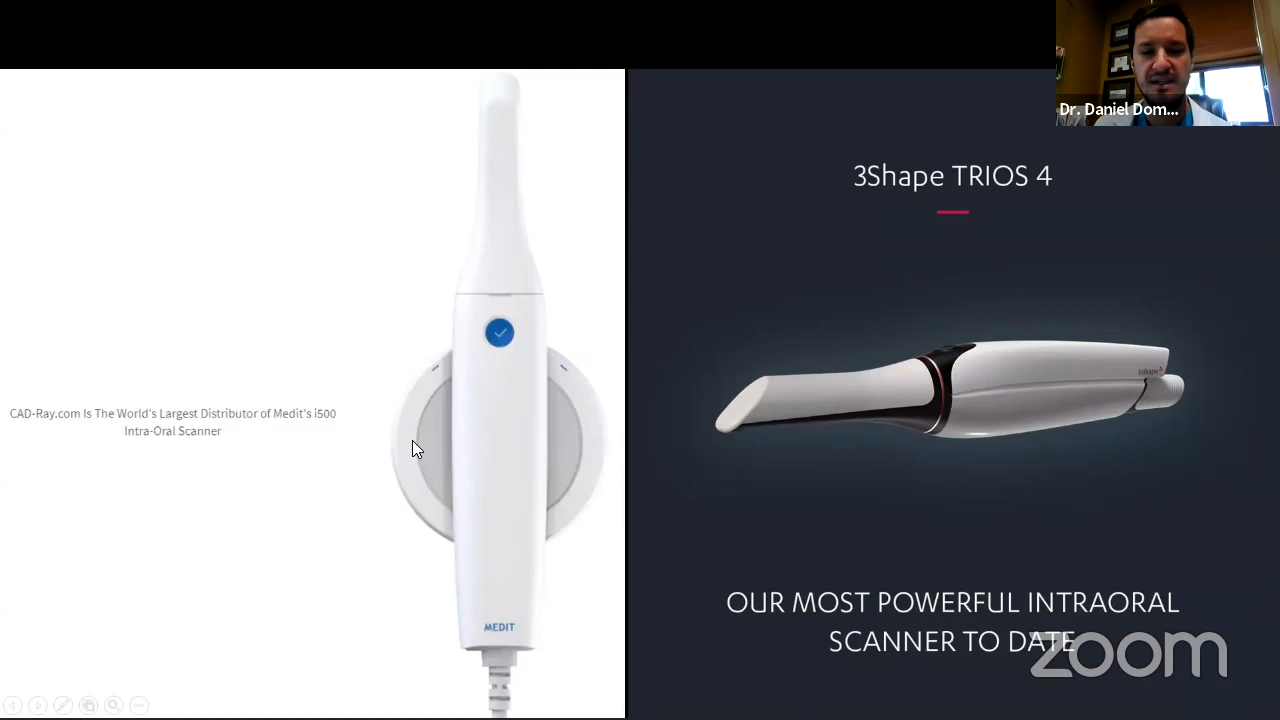 Dr. Daniel Dom...
3Shape TRIOS 4
CAD-Ray.com Is The World's Largest Distributor of Medit's i500
Intra-Oral Scanner
MEDIT
3shape
OUR MOST POWERFUL INTRAORAL
SCANNER TO DATE
zoom